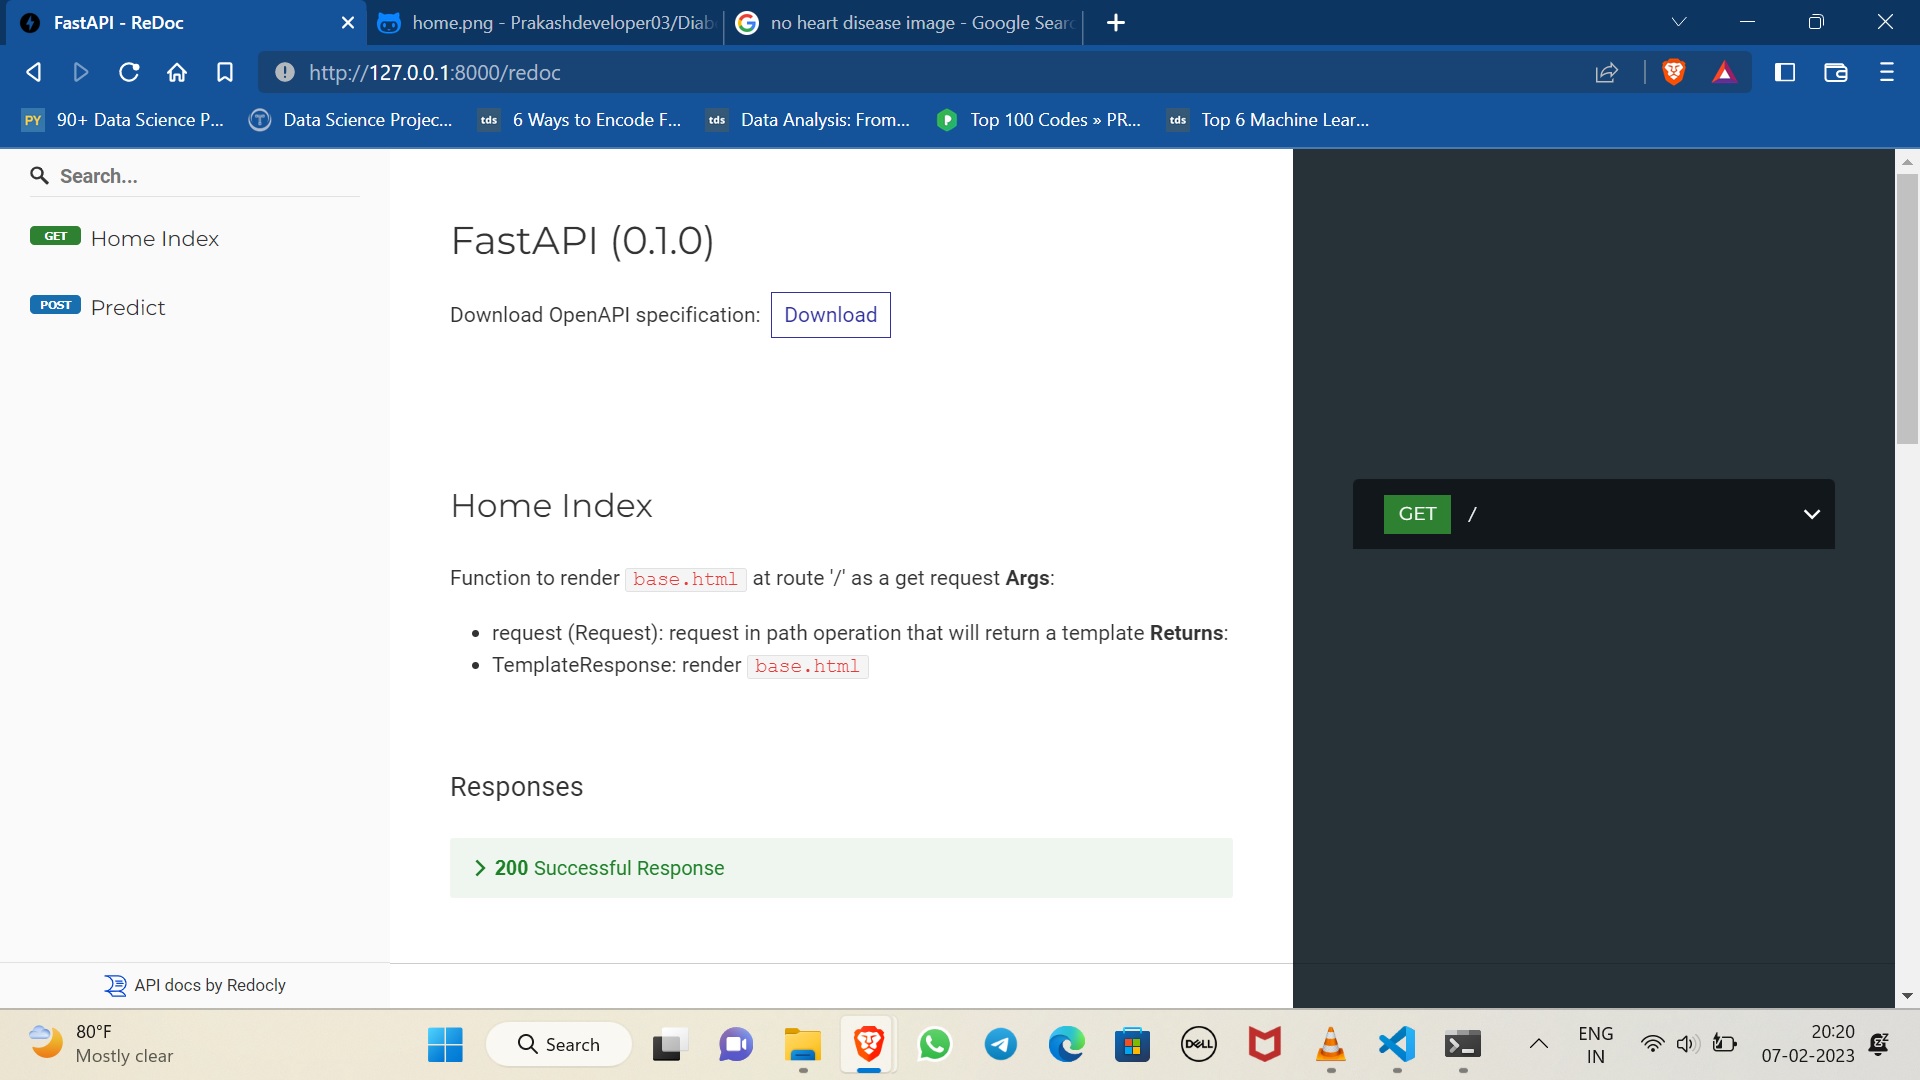 FastAPI - ReDoc
home.png - Prakashdeveloper03/Diab
no heart disease image - Google Sear
http://127.0.0.1:8000/redoc
PY 90+ Data Science P...
T Data Science Projec...
tds 6 Ways to Encode F...
tds Data Analysis: From...
P Top 100 Codes » PR...
tds Top 6 Machine Lear...
Search...
GET Home Index
POST Predict
FastAPI (0.1.0)
Download OpenAPI specification: Download
Home Index
GET /
Function to render base.html at route '/' as a get request Args:
• request (Request): request in path operation that will return a template Returns:
• TemplateResponse: render base.html
Responses
200 Successful Response
API docs by Redocly
80°F
Mostly clear
Search
DELL
ENG
IN
20:20
07-02-2023